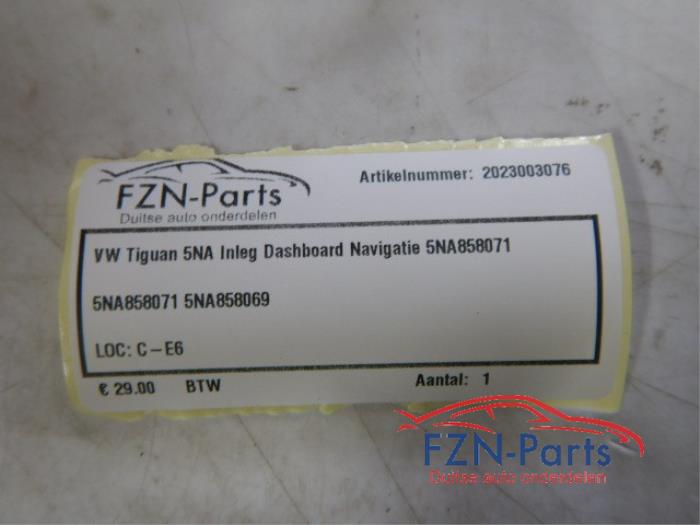 FZN-Parts
Duitse auto onderdelen
Artikelnummer: 2023003076
VW Tiguan 5NA Inleg Dashboard Navigatie 5NA858071
5NA858071 5NA858069
LOC: C-E6
€ 29.00 BTW Aantal: 1
FZN-Parts
Duitse auto onderdelen